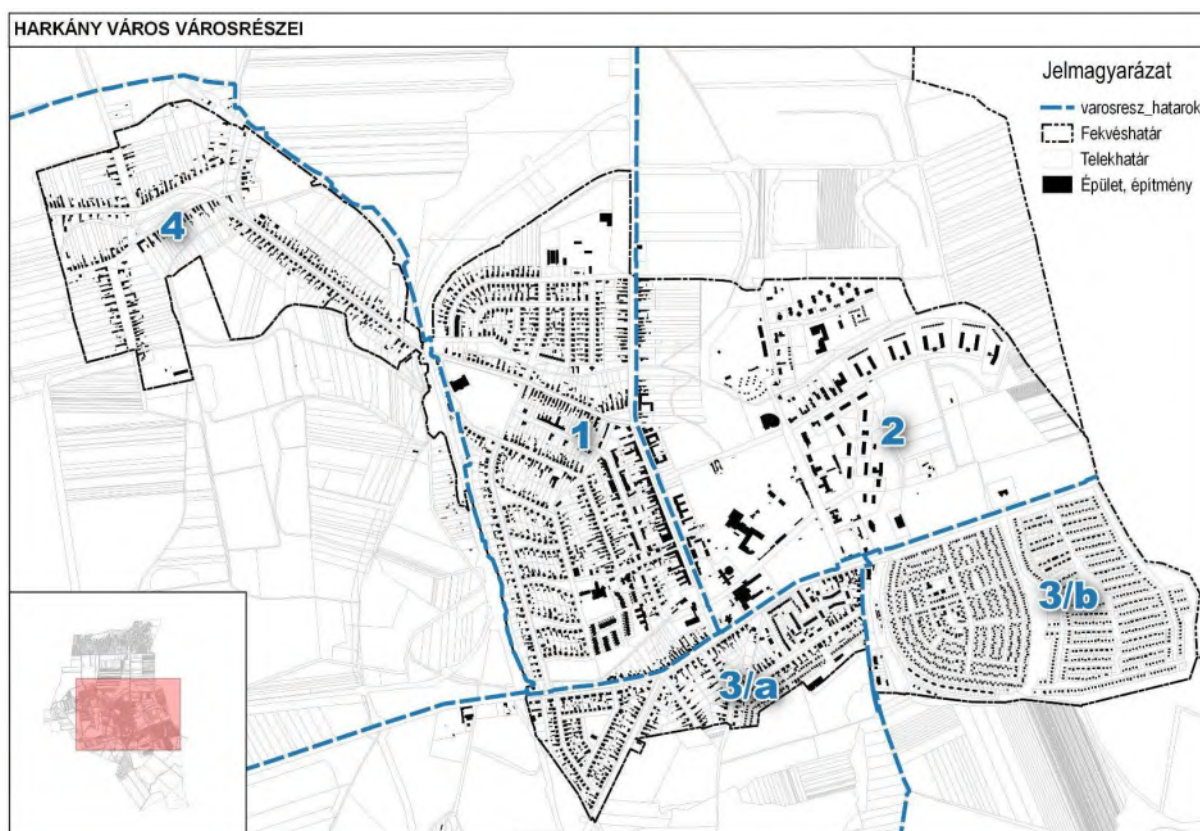 HARKÁNY VÁROS VÁROSRÉSZEI
Jelmagyarázat
varosresz_hatarok
Fekvéshatár
Telekhatár
Épület, építmény
4
1
2
3/b
3/a